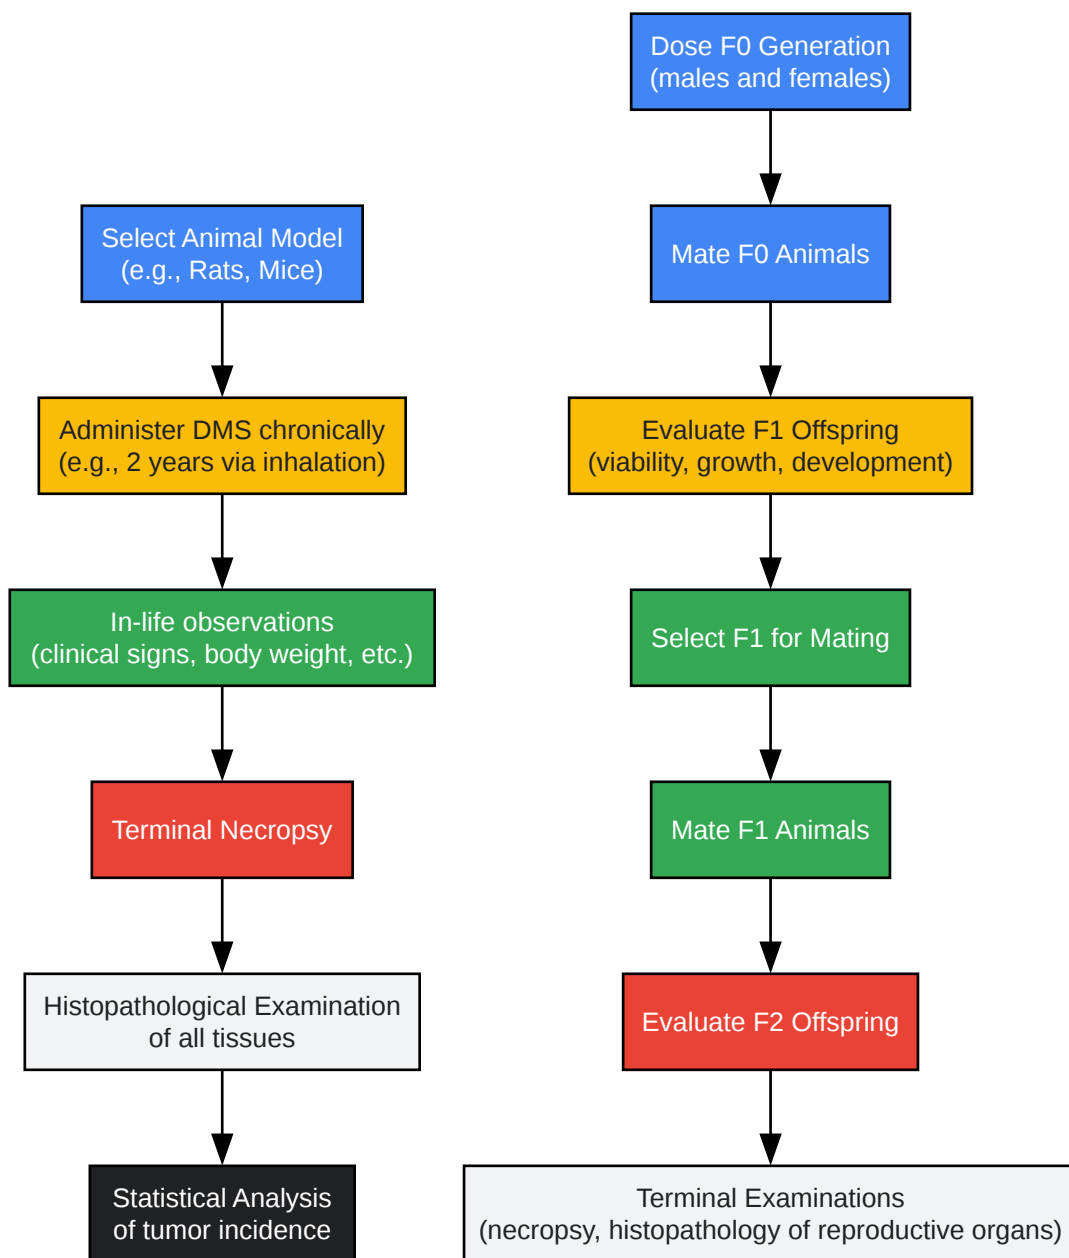 Select Animal Model
(e.g., Rats, Mice)
Administer DMS chronically
(e.g., 2 years via inhalation)
In-life observations
(clinical signs, body weight, etc.)
Terminal Necropsy
Histopathological Examination
of all tissues
Statistical Analysis
of tumor incidence
Dose F0 Generation
(males and females)
Mate F0 Animals
Evaluate F1 Offspring
(viability, growth, development)
Select F1 for Mating
Mate F1 Animals
Evaluate F2 Offspring
Terminal Examinations
(necropsy, histopathology of reproductive organs)